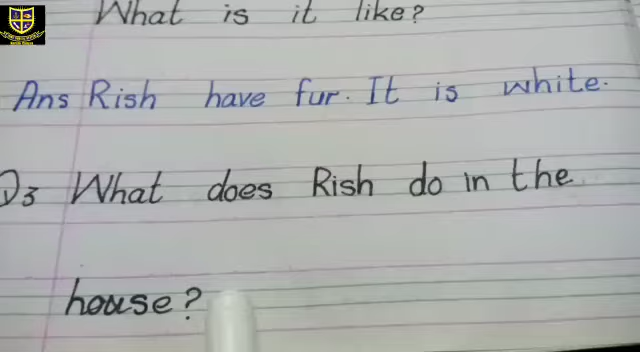 What is it like?
Ans Rish have fur. It is white.
Q3 What does Rish do in the
house?